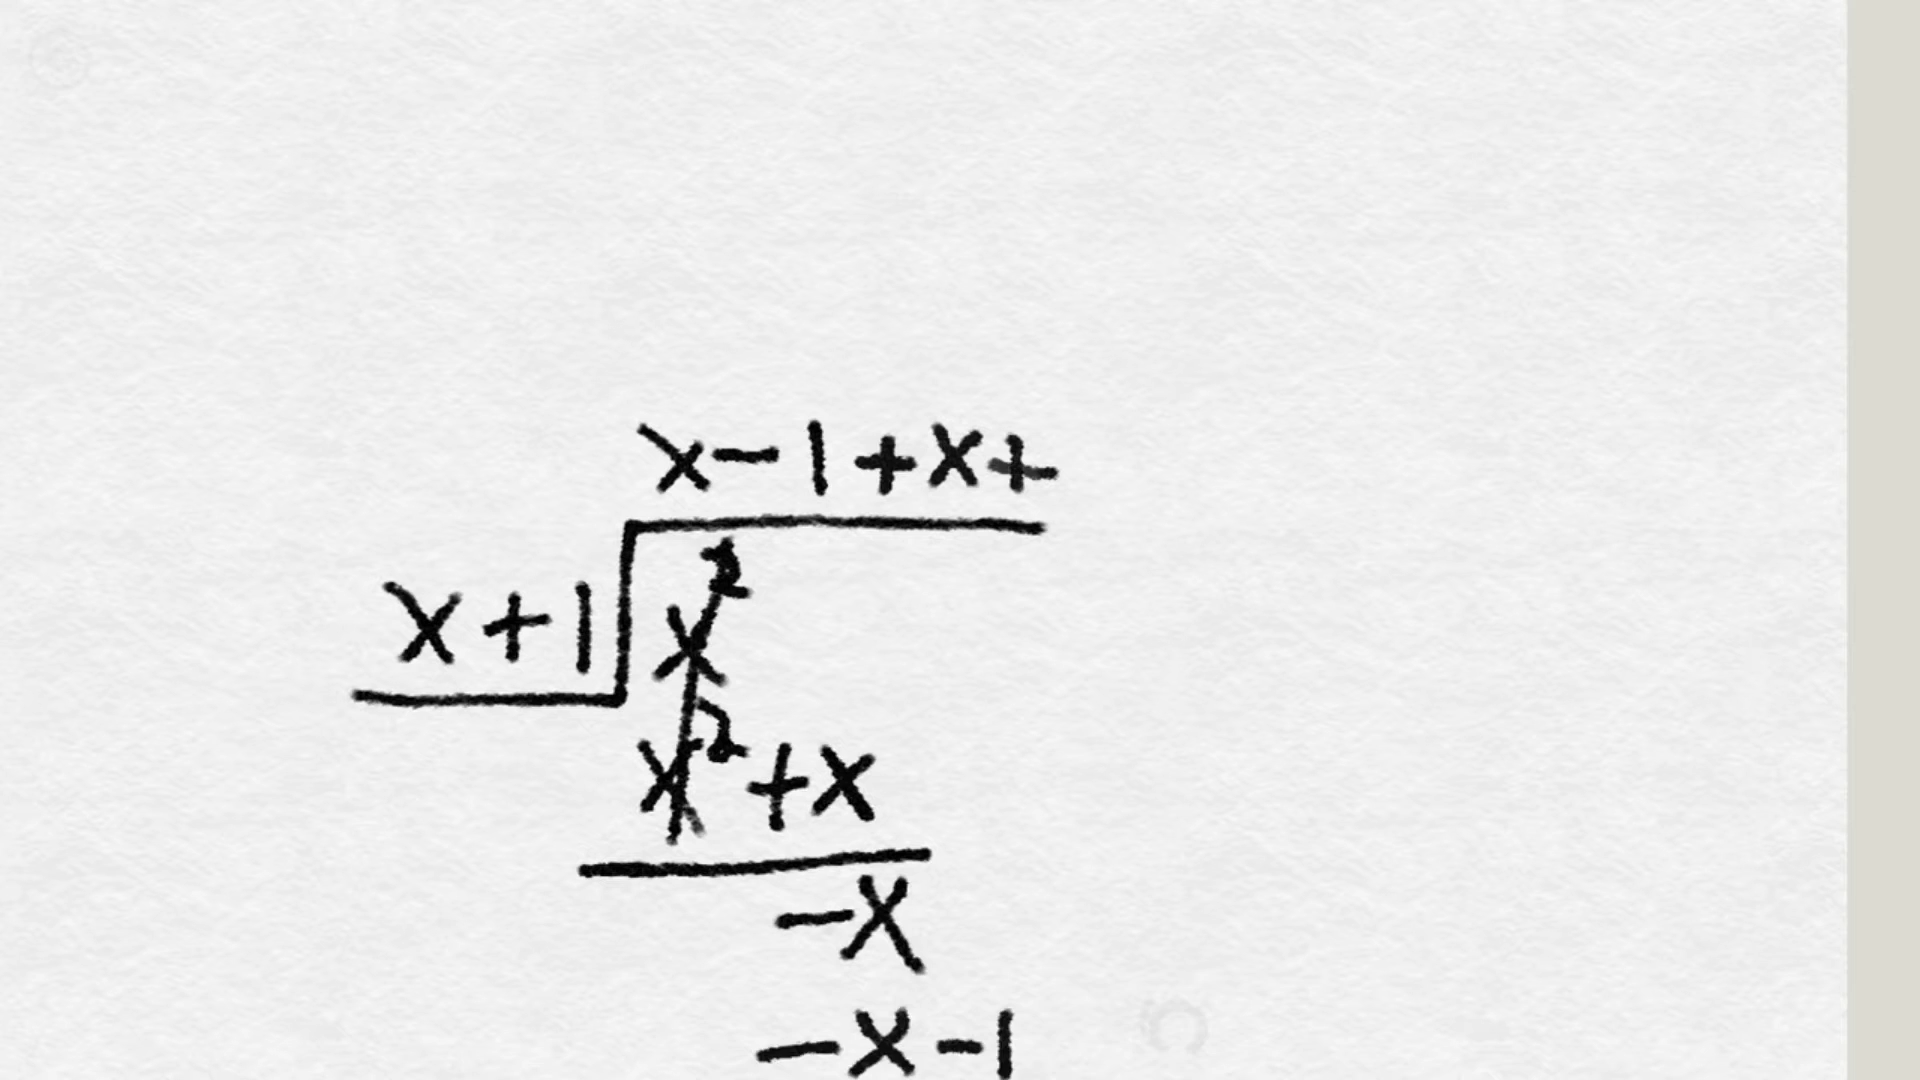 x-1+x+
x+1
x²
x²+x
-x
-x-1